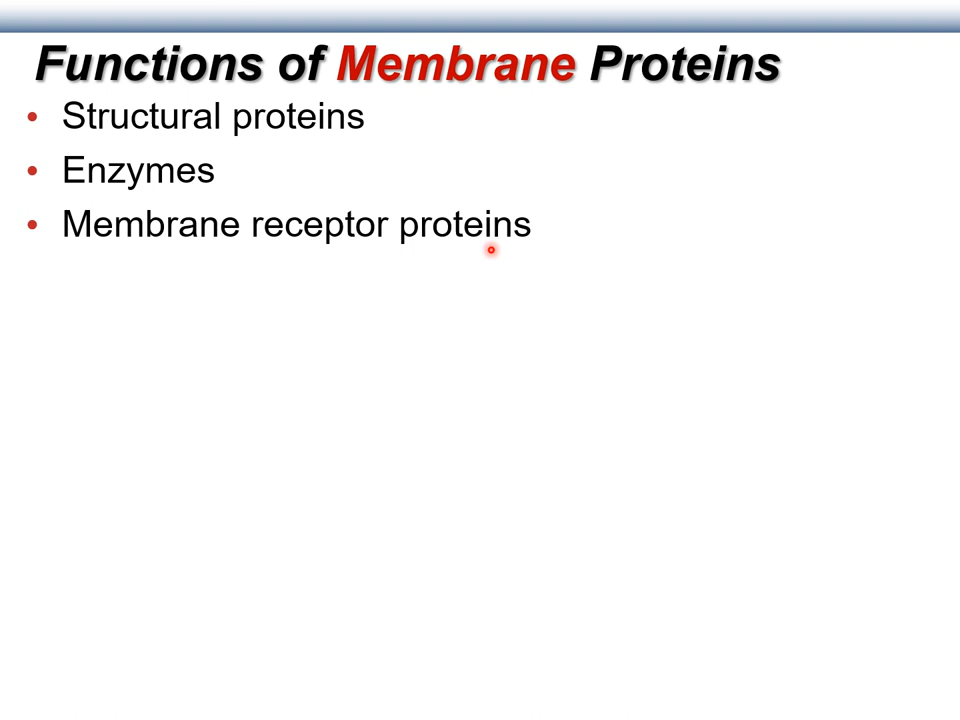 Functions of Membrane Proteins
• Structural proteins
• Enzymes
• Membrane receptor proteins